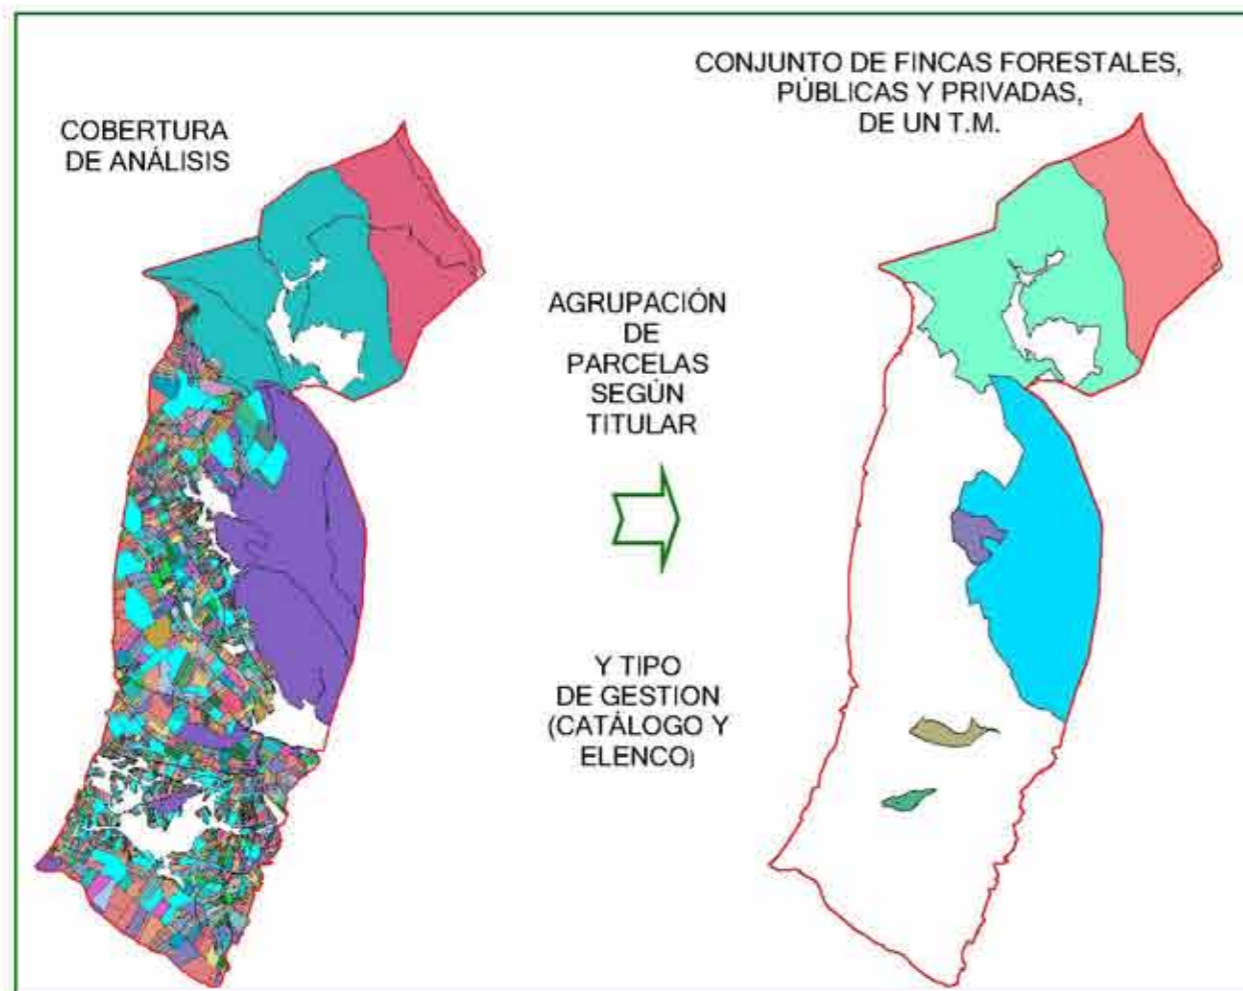 COBERTURA
DE ANÁLISIS
CONJUNTO DE FINCAS FORESTALES,
PÚBLICAS Y PRIVADAS,
DE UN T.M.
AGRUPACIÓN
DE
PARCELAS
SEGÚN
TITULAR
Y TIPO
DE GESTION
(CATÁLOGO Y
ELENCO)